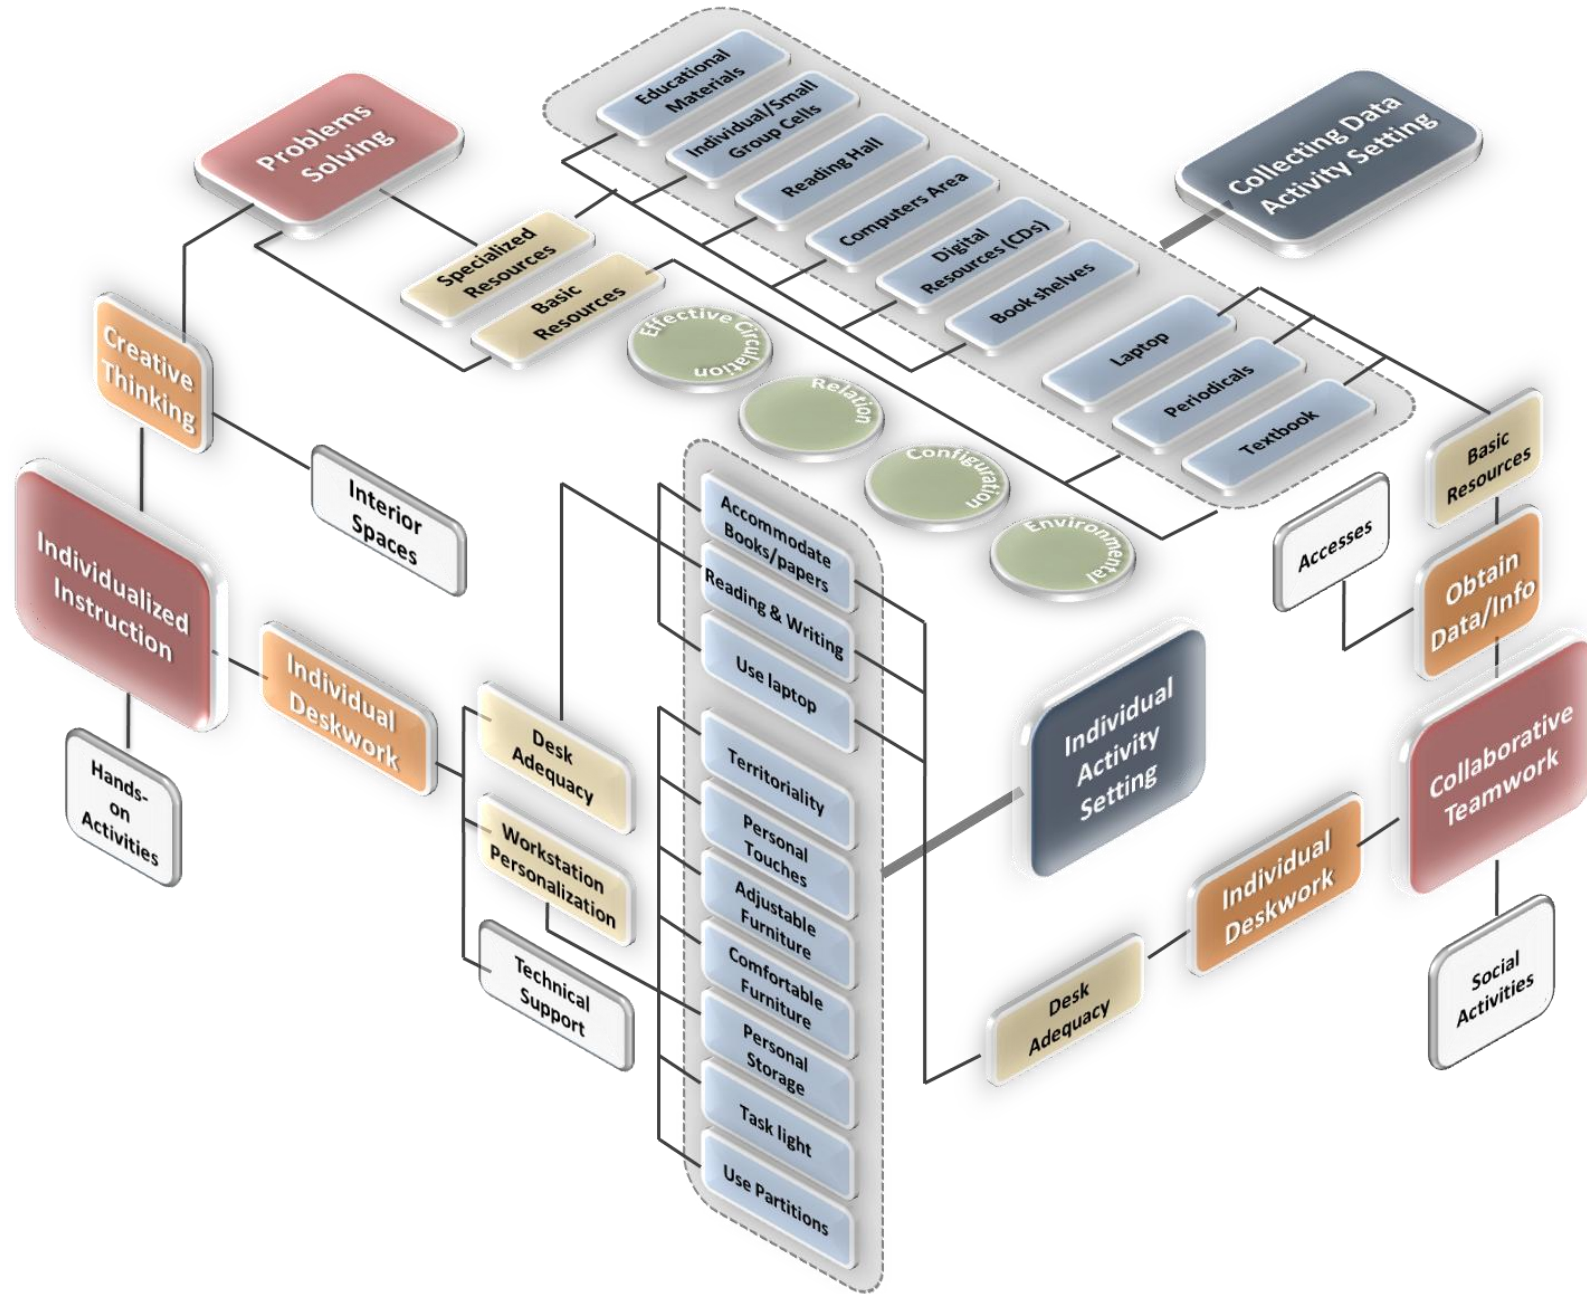 Educational
Materials
Individual/Small
Group Cells
Reading Hall
Computers Area
Digital
Resources (CDs)
Book shelves
Laptop
Periodicals
Textbook
Collecting Data
Activity Setting
Problems
Solving
Specialized
Resources
Basic
Resources
Effective Circulation
Relation
Configuration
Environmental
Creative
Thinking
Interior
Spaces
Individualized
Instruction
Hands-
on
Activities
Individual
Deskwork
Desk
Adequacy
Workstation
Personalization
Technical
Support
Accommodate
Books/papers
Reading & Writing
Use laptop
Territoriality
Personal
Touches
Adjustable
Furniture
Comfortable
Furniture
Personal
Storage
Task light
Use Partitions
Individual
Activity
Setting
Basic
Resources
Accesses
Obtain
Data/Info
Collaborative
Teamwork
Individual
Deskwork
Desk
Adequacy
Social
Activities